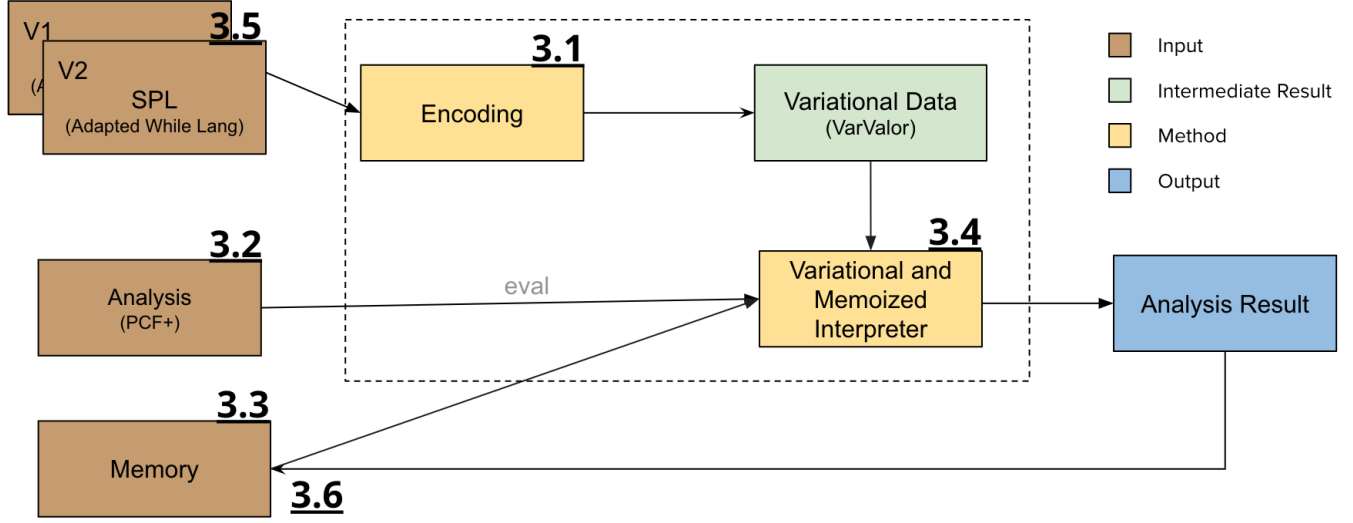 V1
(A
3.5
V2
SPL
(Adapted While Lang)
3.1
Encoding
Variational Data
(VarValor)
Input
Intermediate Result
Method
Output
3.2
Analysis
(PCF+)
eval
3.4
Variational and
Memoized
Interpreter
Analysis Result
3.3
Memory
3.6